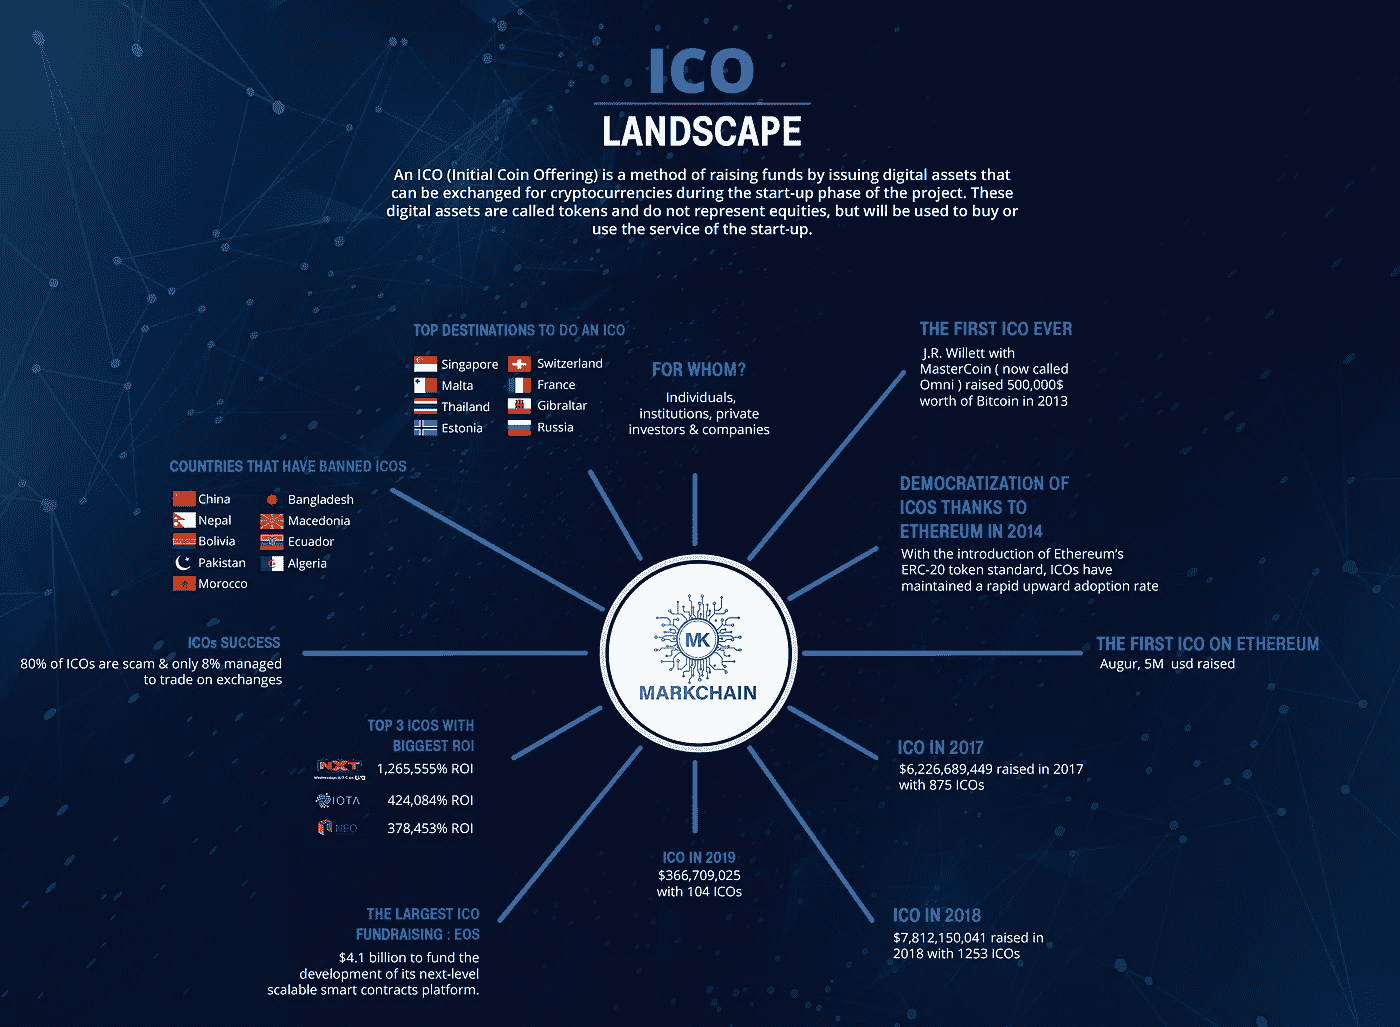 ICO
LANDSCAPE
An ICO (Initial Coin Offering) is a method of raising funds by issuing digital assets that
can be exchanged for cryptocurrencies during the start-up phase of the project. These
digital assets are called tokens and do not represent equities, but will be used to buy or
use the service of the start-up.
TOP DESTINATIONS TO DO AN ICO
Singapore
Switzerland
Malta
France
Thailand
Gibraltar
Estonia
Russia
FOR WHOM?
Individuals,
institutions, private
investors & companies
THE FIRST ICO EVER
J.R. Willett with
MasterCoin ( now called
Omni ) raised 500,000$
worth of Bitcoin in 2013
COUNTRIES THAT HAVE BANNED ICOS
China
Bangladesh
Nepal
Macedonia
Bolivia
Ecuador
Pakistan
Algeria
Morocco
DEMOCRATIZATION OF
ICOS THANKS TO
ETHEREUM IN 2014
With the introduction of Ethereum's
ERC-20 token standard, ICOs have
maintained a rapid upward adoption rate
ICOs SUCCESS
80% of ICOs are scam & only 8% managed
to trade on exchanges
MK
MARKCHAIN
THE FIRST ICO ON ETHEREUM
Augur, 5M usd raised
TOP 3 ICOS WITH
BIGGEST ROI
NXT
1,265,555% ROI
IOTA
424,084% ROI
NEO
378,453% ROI
ICO IN 2017
$6,226,689,449 raised in 2017
with 875 ICOs
ICO IN 2019
$366,709,025
with 104 ICOs
THE LARGEST ICO
FUNDRAISING : EOS
$4.1 billion to fund the
development of its next-level
scalable smart contracts platform.
ICO IN 2018
$7,812,150,041 raised in
2018 with 1253 ICOs